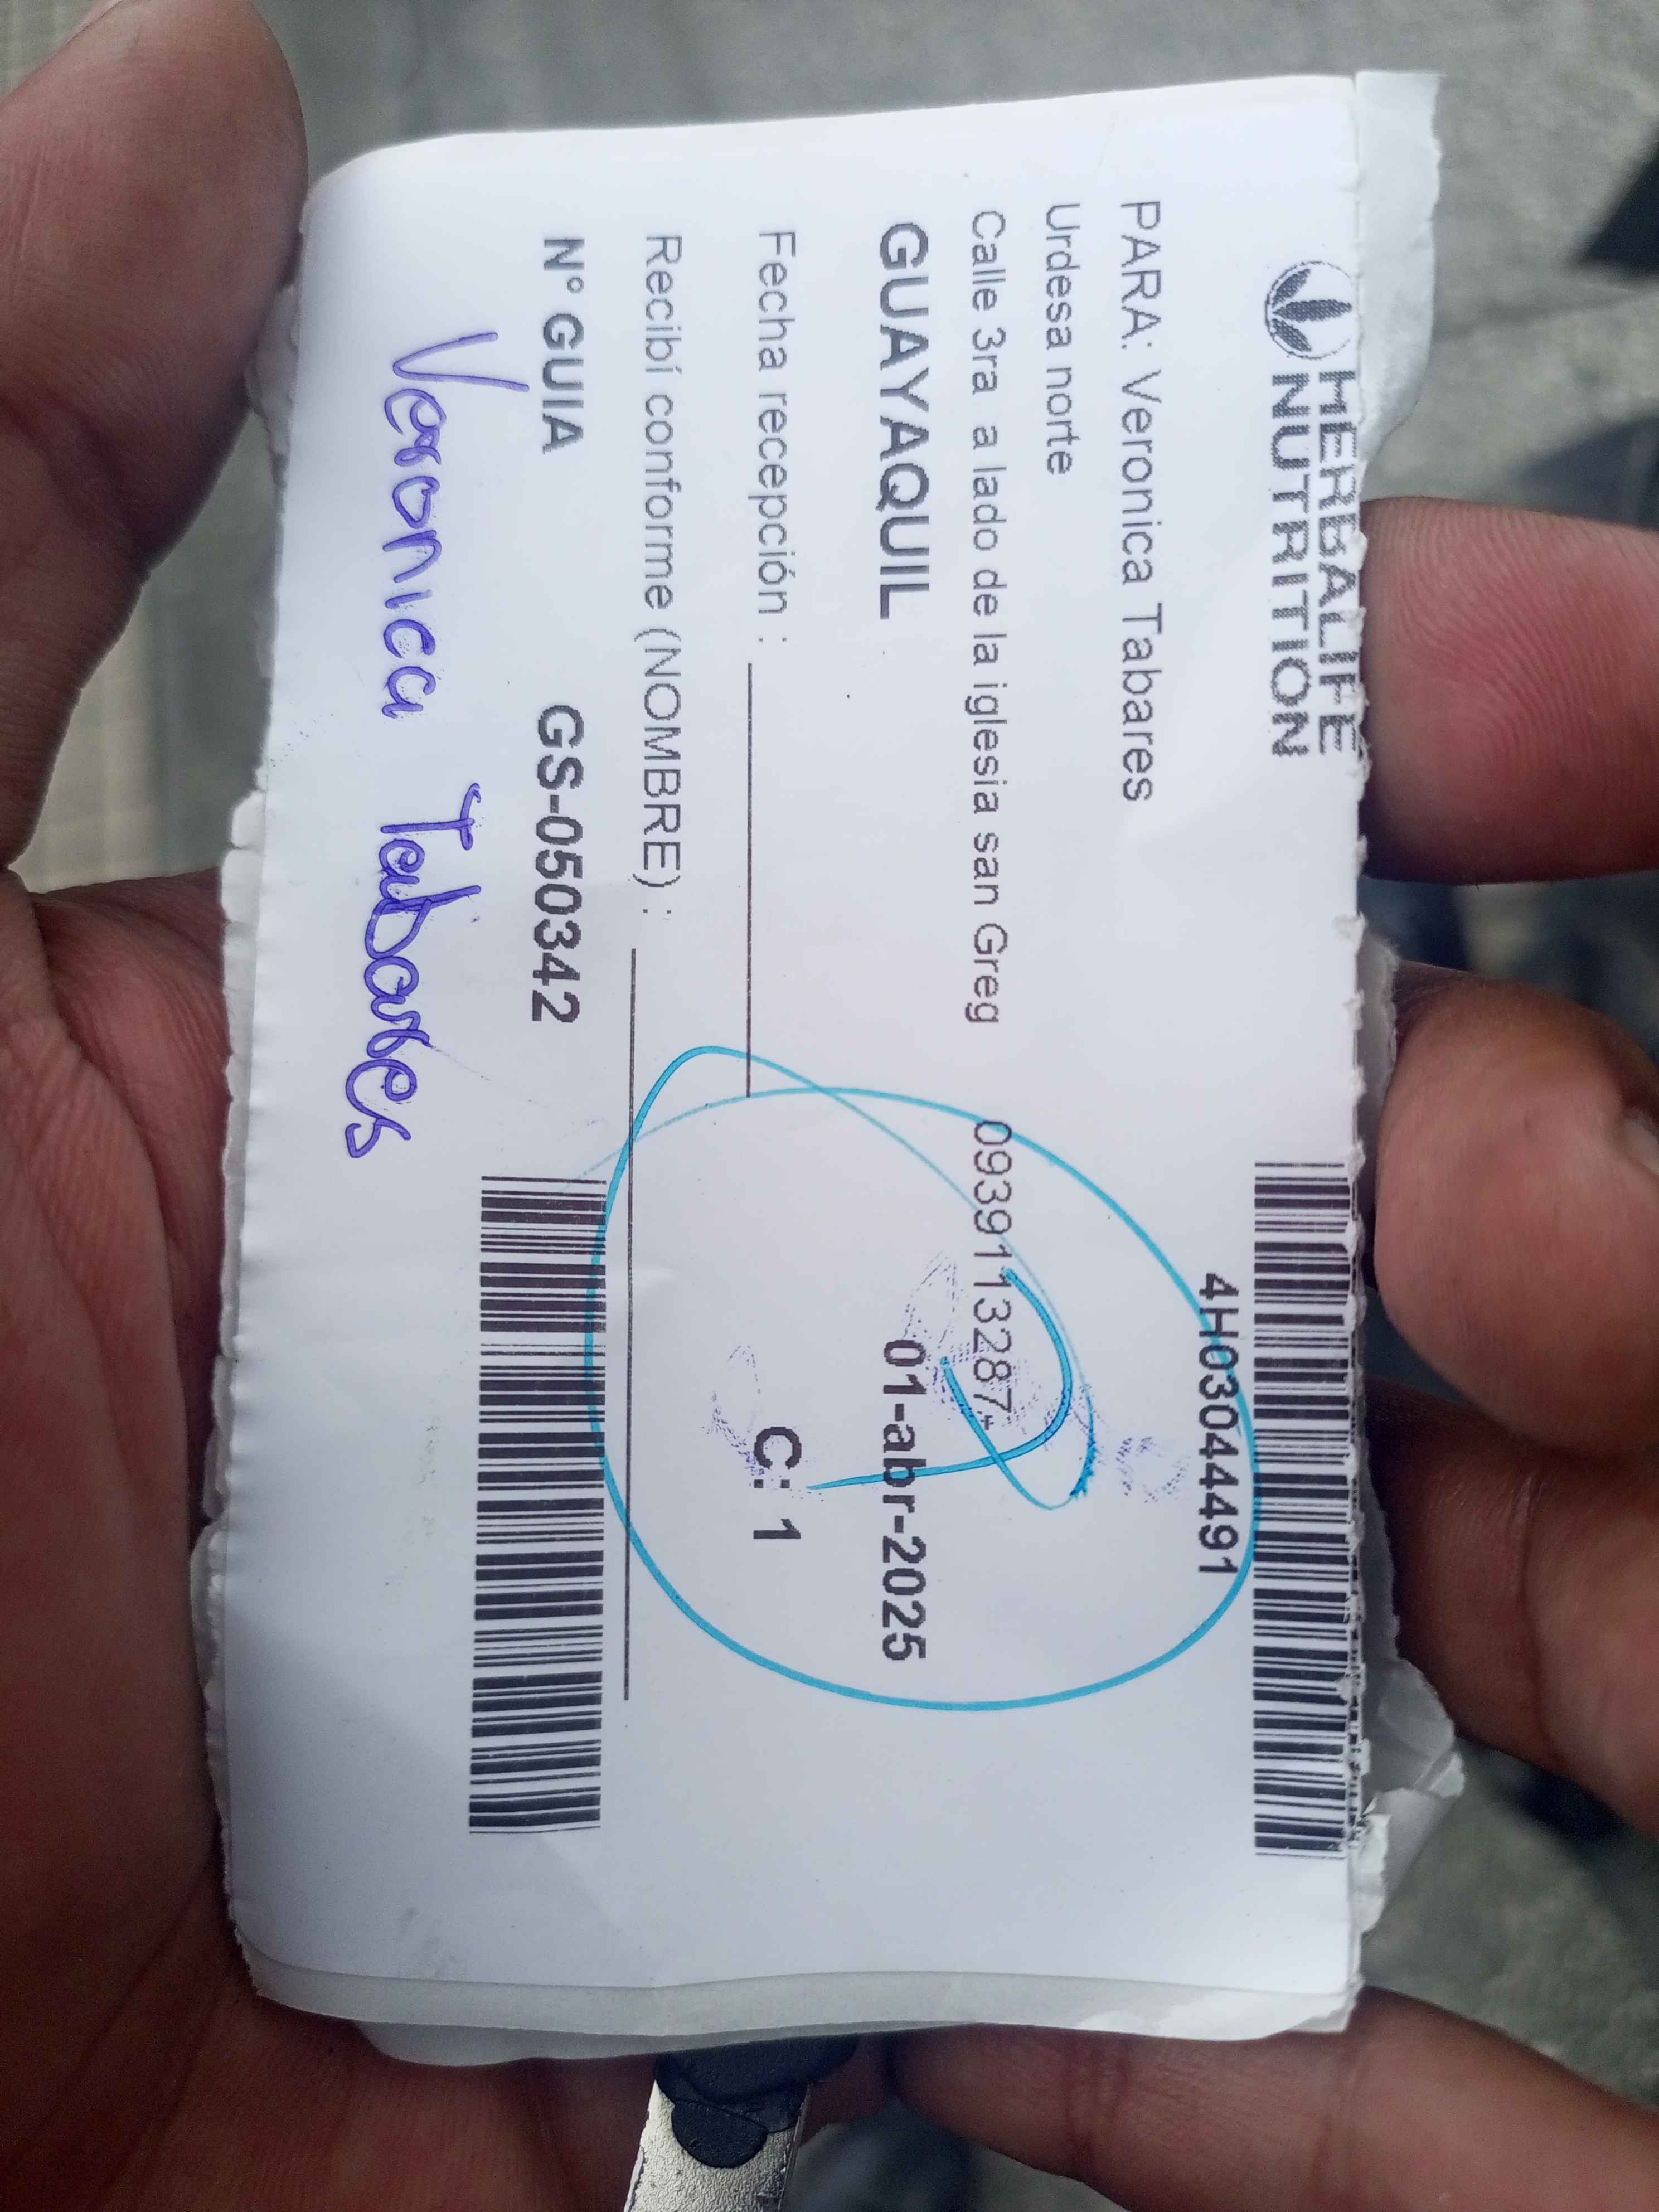 HERBALIFE
NUTRITION
4H03044491
PARA: Veronica Tabares
Urdesa norte
Calle 3ra a lado de la iglesia san Greg 0939113287
GUAYAQUIL 01-abr-2025
Fecha recepción : C: 1
Recibí conforme (NOMBRE) :
N° GUIA GS-050342
Veronica Tabares